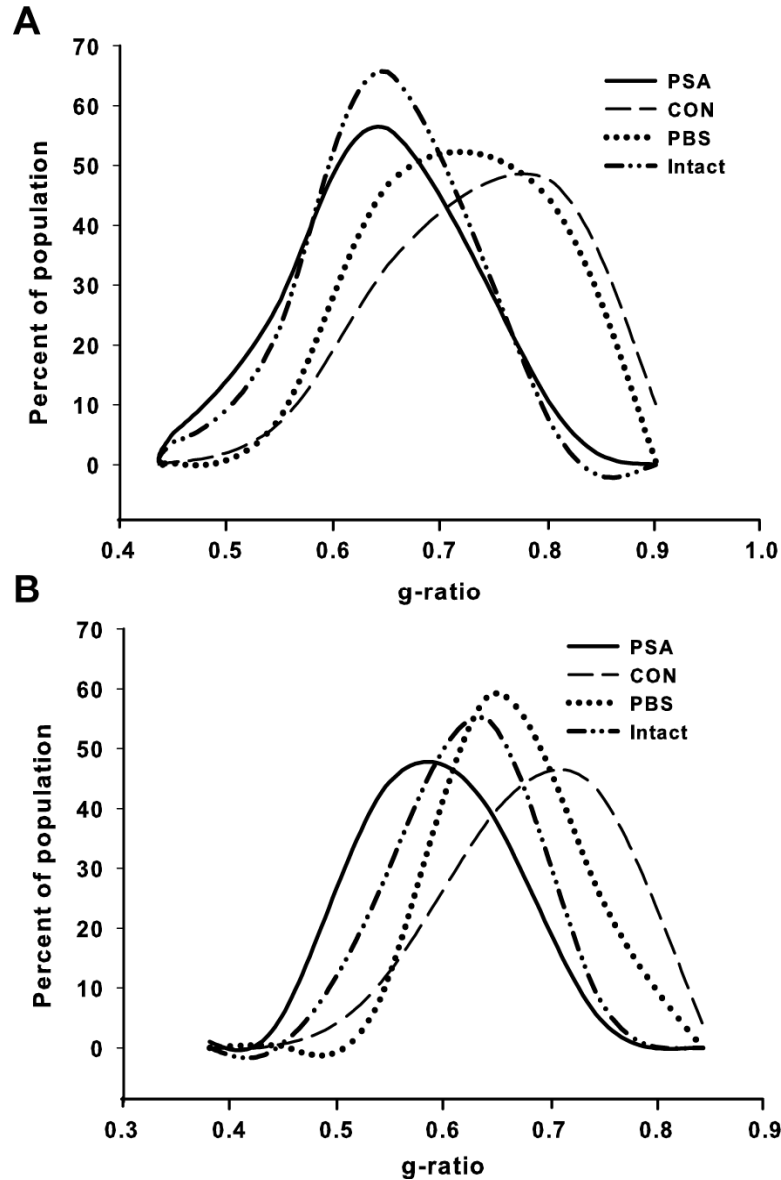 A
70
60
50
40
30
20
10
0
Percent of population
PSA
CON
PBS
Intact
0.4 0.5 0.6 0.7 0.8 0.9 1.0
g-ratio
B
70
60
50
40
30
20
10
0
Percent of population
PSA
CON
PBS
Intact
0.3 0.4 0.5 0.6 0.7 0.8 0.9
g-ratio